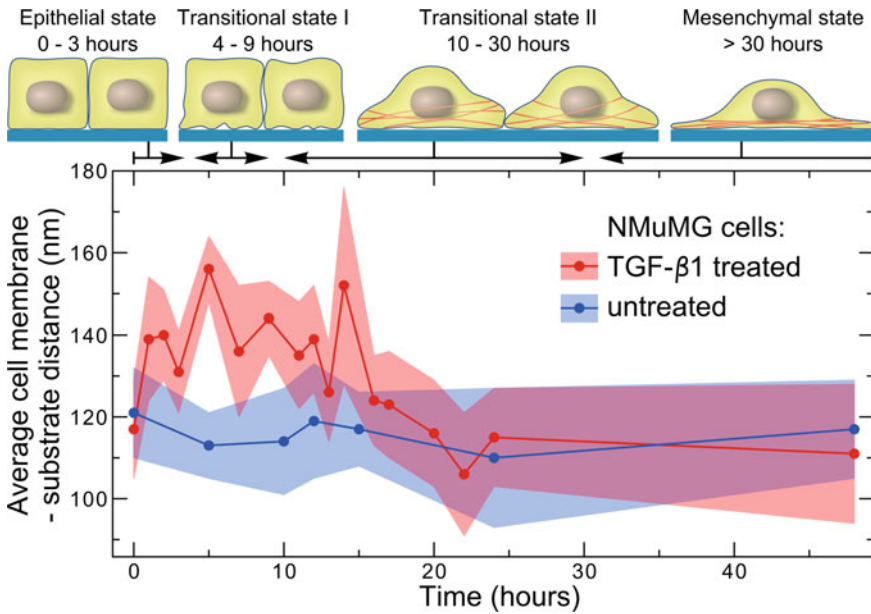 Epithelial state
0 - 3 hours
Transitional state I
4 - 9 hours
Transitional state II
10 - 30 hours
Mesenchymal state
> 30 hours
Average cell membrane
- substrate distance (nm)
180
160
140
120
100
NMuMG cells:
TGF-β1 treated
untreated
0
10
20
30
40
Time (hours)